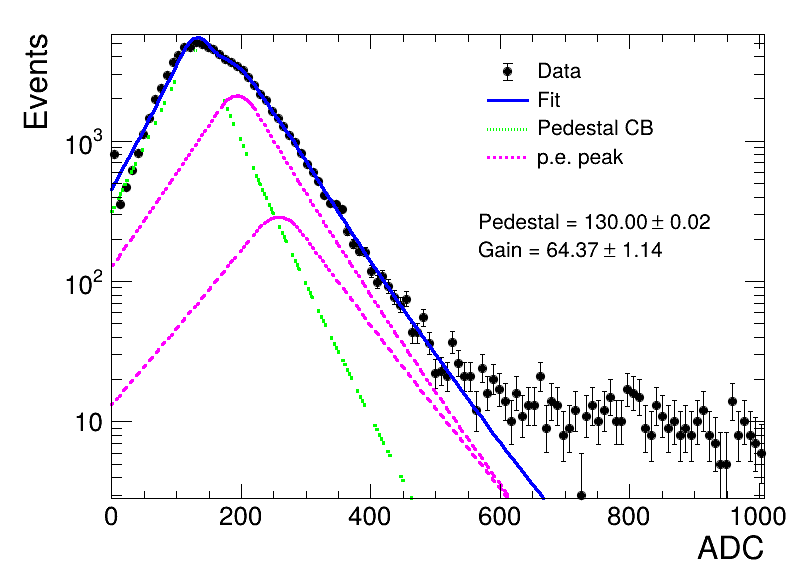 Events
10³
10²
10
Data
Fit
Pedestal CB
p.e. peak
Pedestal = 130.00 ± 0.02
Gain = 64.37 ± 1.14
0 200 400 600 800 1000
ADC